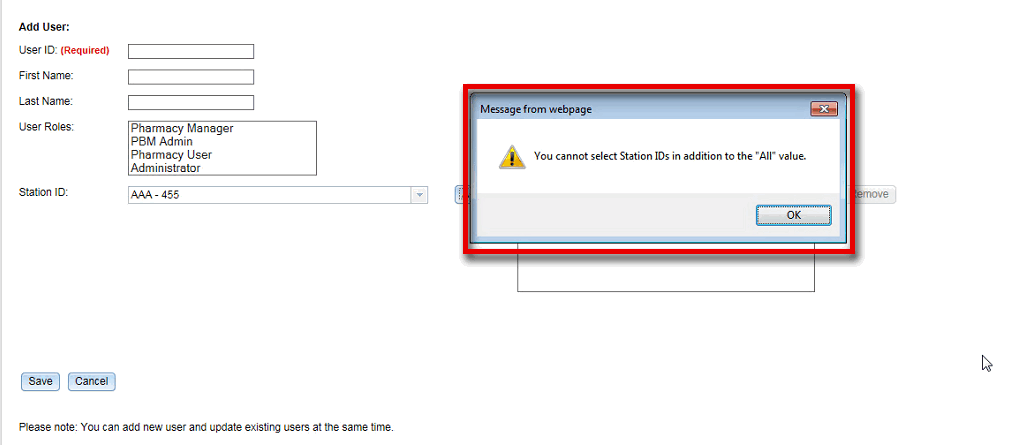 Add User:
User ID: (Required)
First Name:
Last Name:
User Roles:
Pharmacy Manager
PBM Admin
Pharmacy User
Administrator
Station ID:
AAA - 455
Message from webpage
You cannot select Station IDs in addition to the "All" value.
OK
Save
Cancel
Please note: You can add new user and update existing users at the same time.